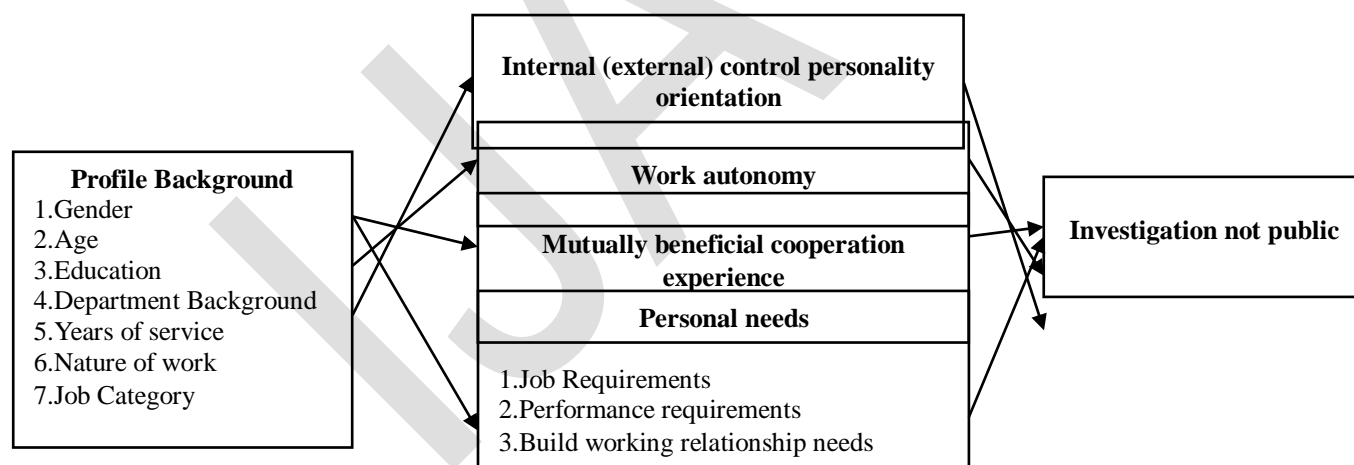 Internal (external) control personality
orientation
Profile Background
1.Gender
2.Age
3.Education
4.Department Background
5.Years of service
6.Nature of work
7.Job Category
Work autonomy
Mutually beneficial cooperation
experience
Personal needs
1.Job Requirements
2.Performance requirements
3.Build working relationship needs
Investigation not public